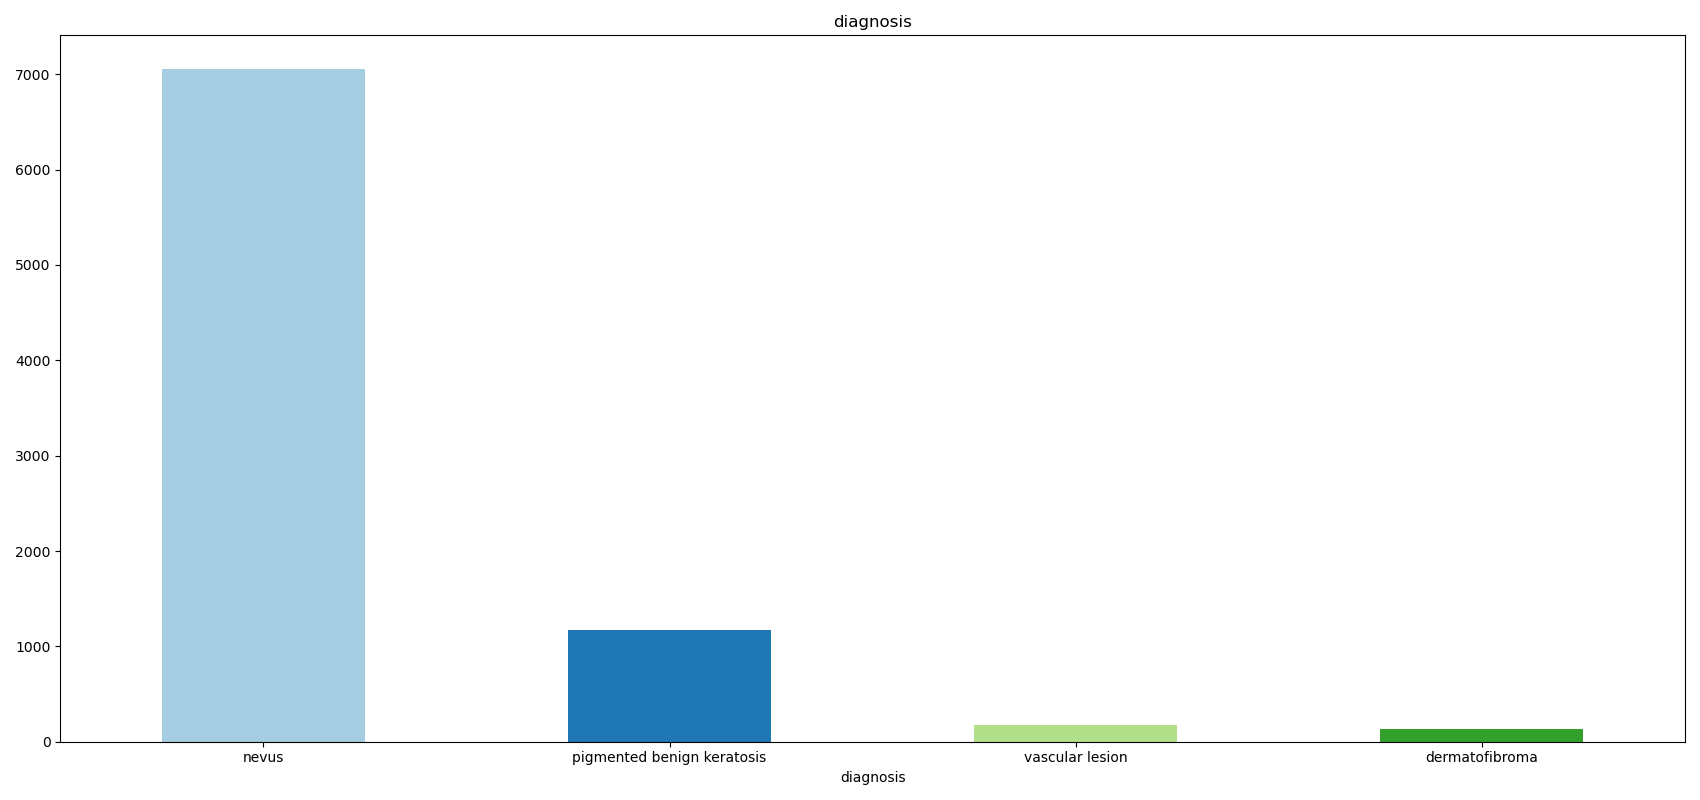 diagnosis
7000
6000
5000
4000
3000
2000
1000
0
nevus pigmented benign keratosis vascular lesion dermatofibroma
diagnosis